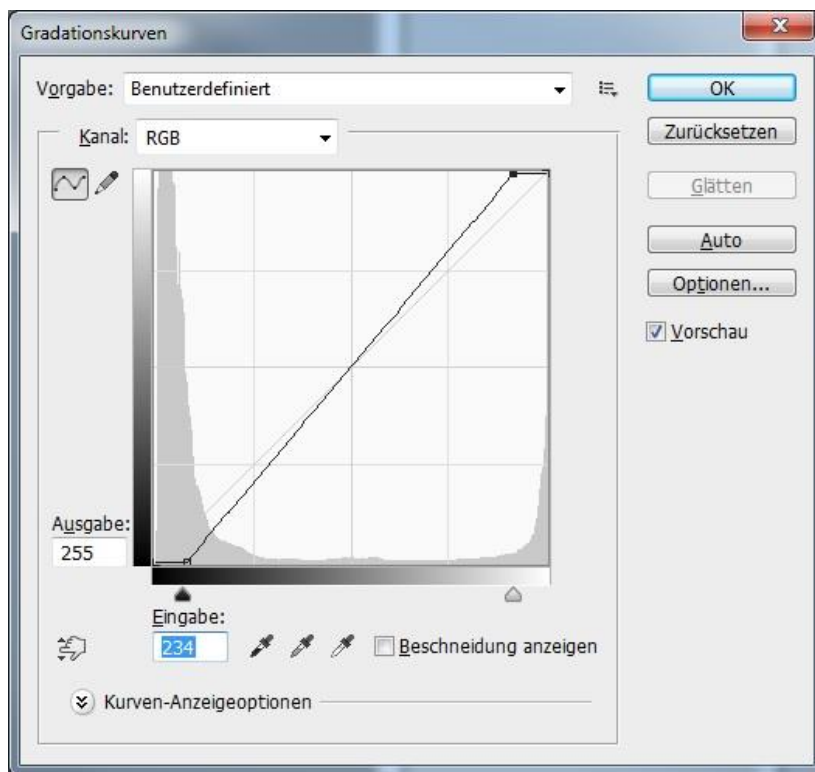 Gradationskurven
Vorgabe: Benutzerdefiniert
OK
Kanal: RGB
Zurücksetzen
Glätten
Auto
Optionen...
Vorschau
Ausgabe:
255
Eingabe:
234
Beschneidung anzeigen
Kurven-Anzeigeoptionen